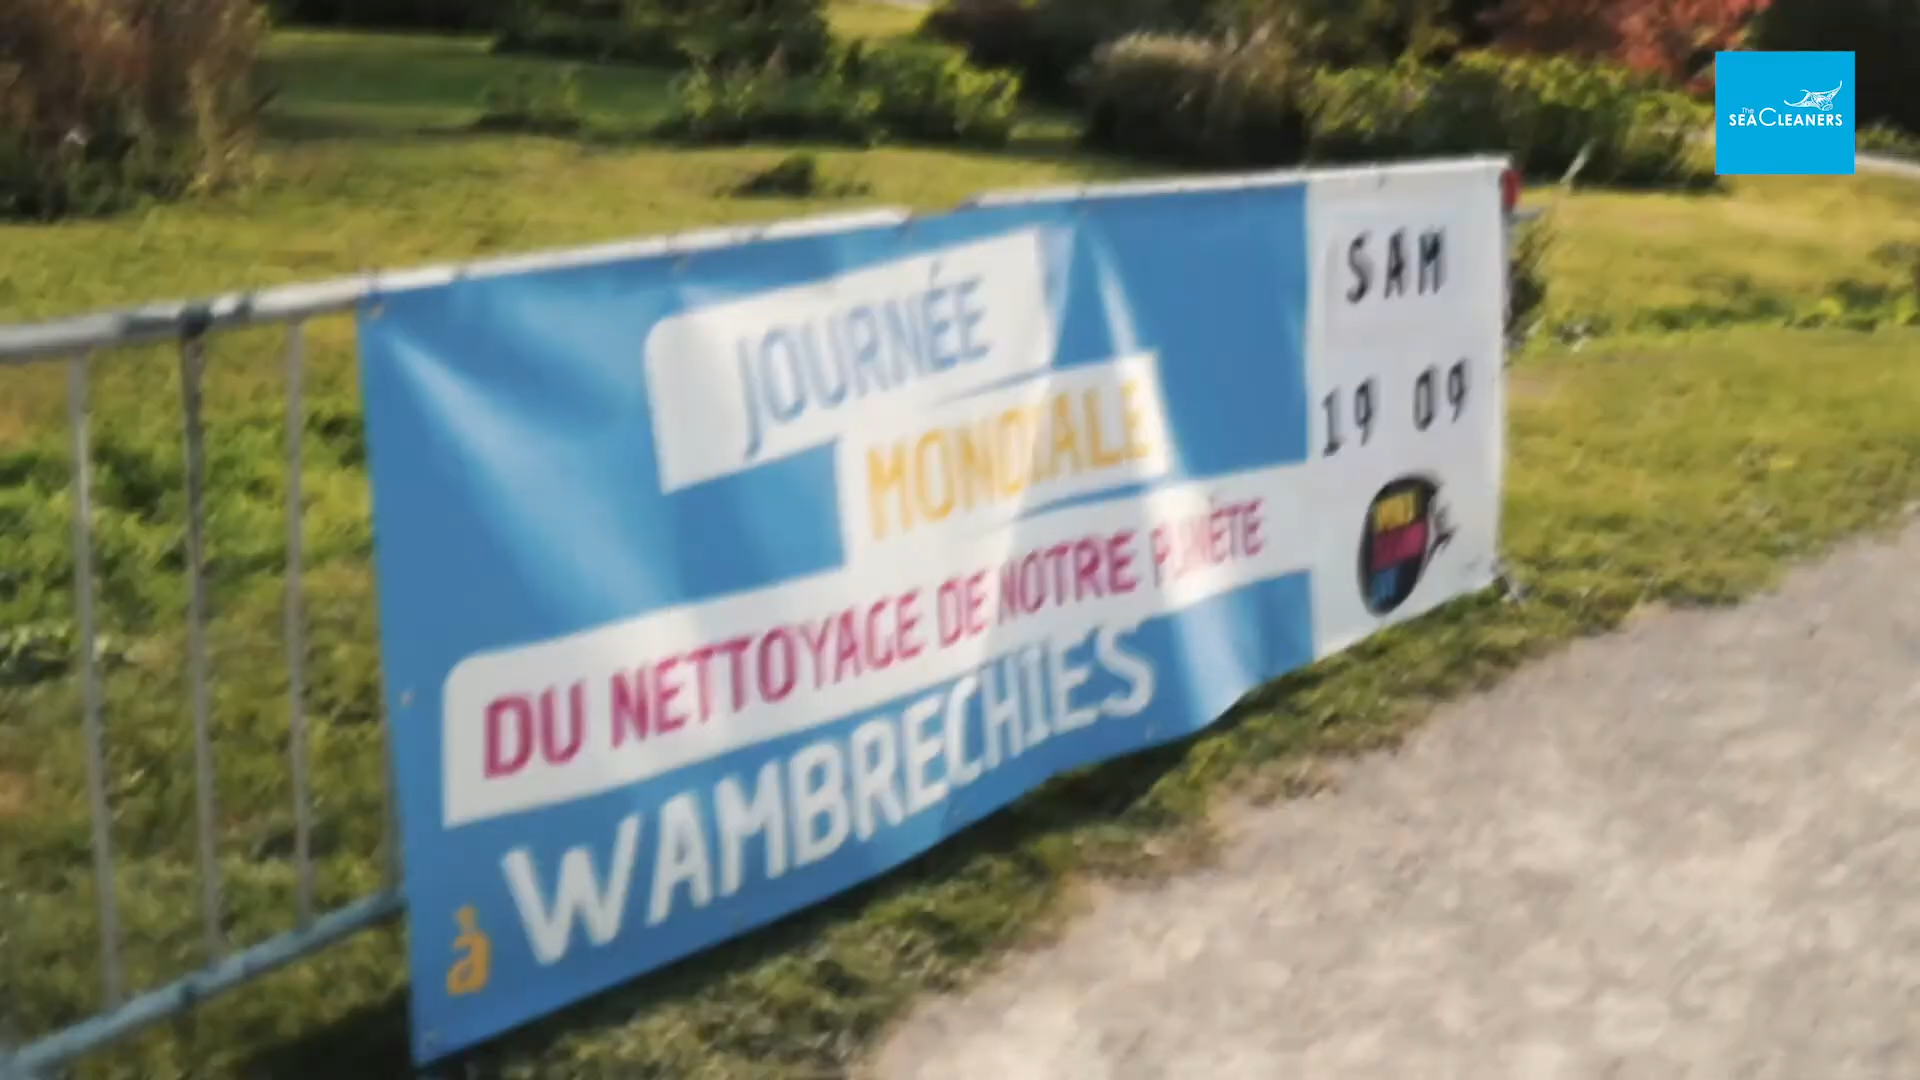 The
SEACLEANERS
JOURNÉE
MONDIALE
DU NETTOYAGE DE NOTRE PLANÈTE
à WAMBRECHIES
SAM
19 09